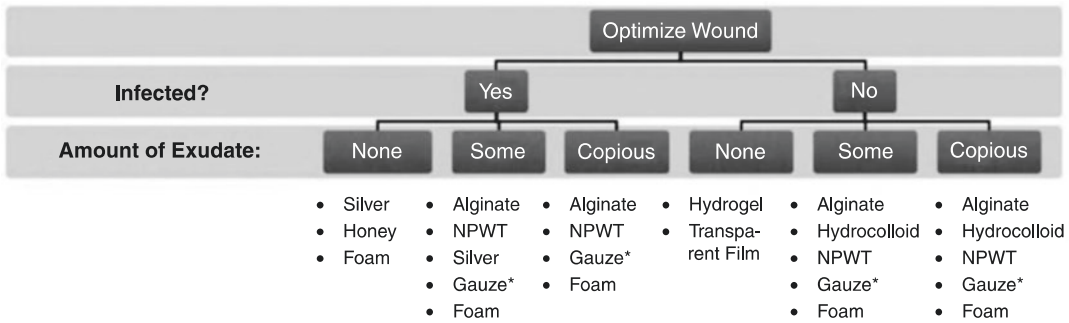 Optimize Wound
Infected?
Yes
No
Amount of Exudate:
None
Some
Copious
None
Some
Copious
• Silver
• Honey
• Foam
• Alginate
• NPWT
• Silver
• Gauze*
• Foam
• Alginate
• NPWT
• Gauze*
• Foam
• Hydrogel
• Transpa-
rent Film
• Alginate
• Hydrocolloid
• NPWT
• Gauze*
• Foam
• Alginate
• Hydrocolloid
• NPWT
• Gauze*
• Foam